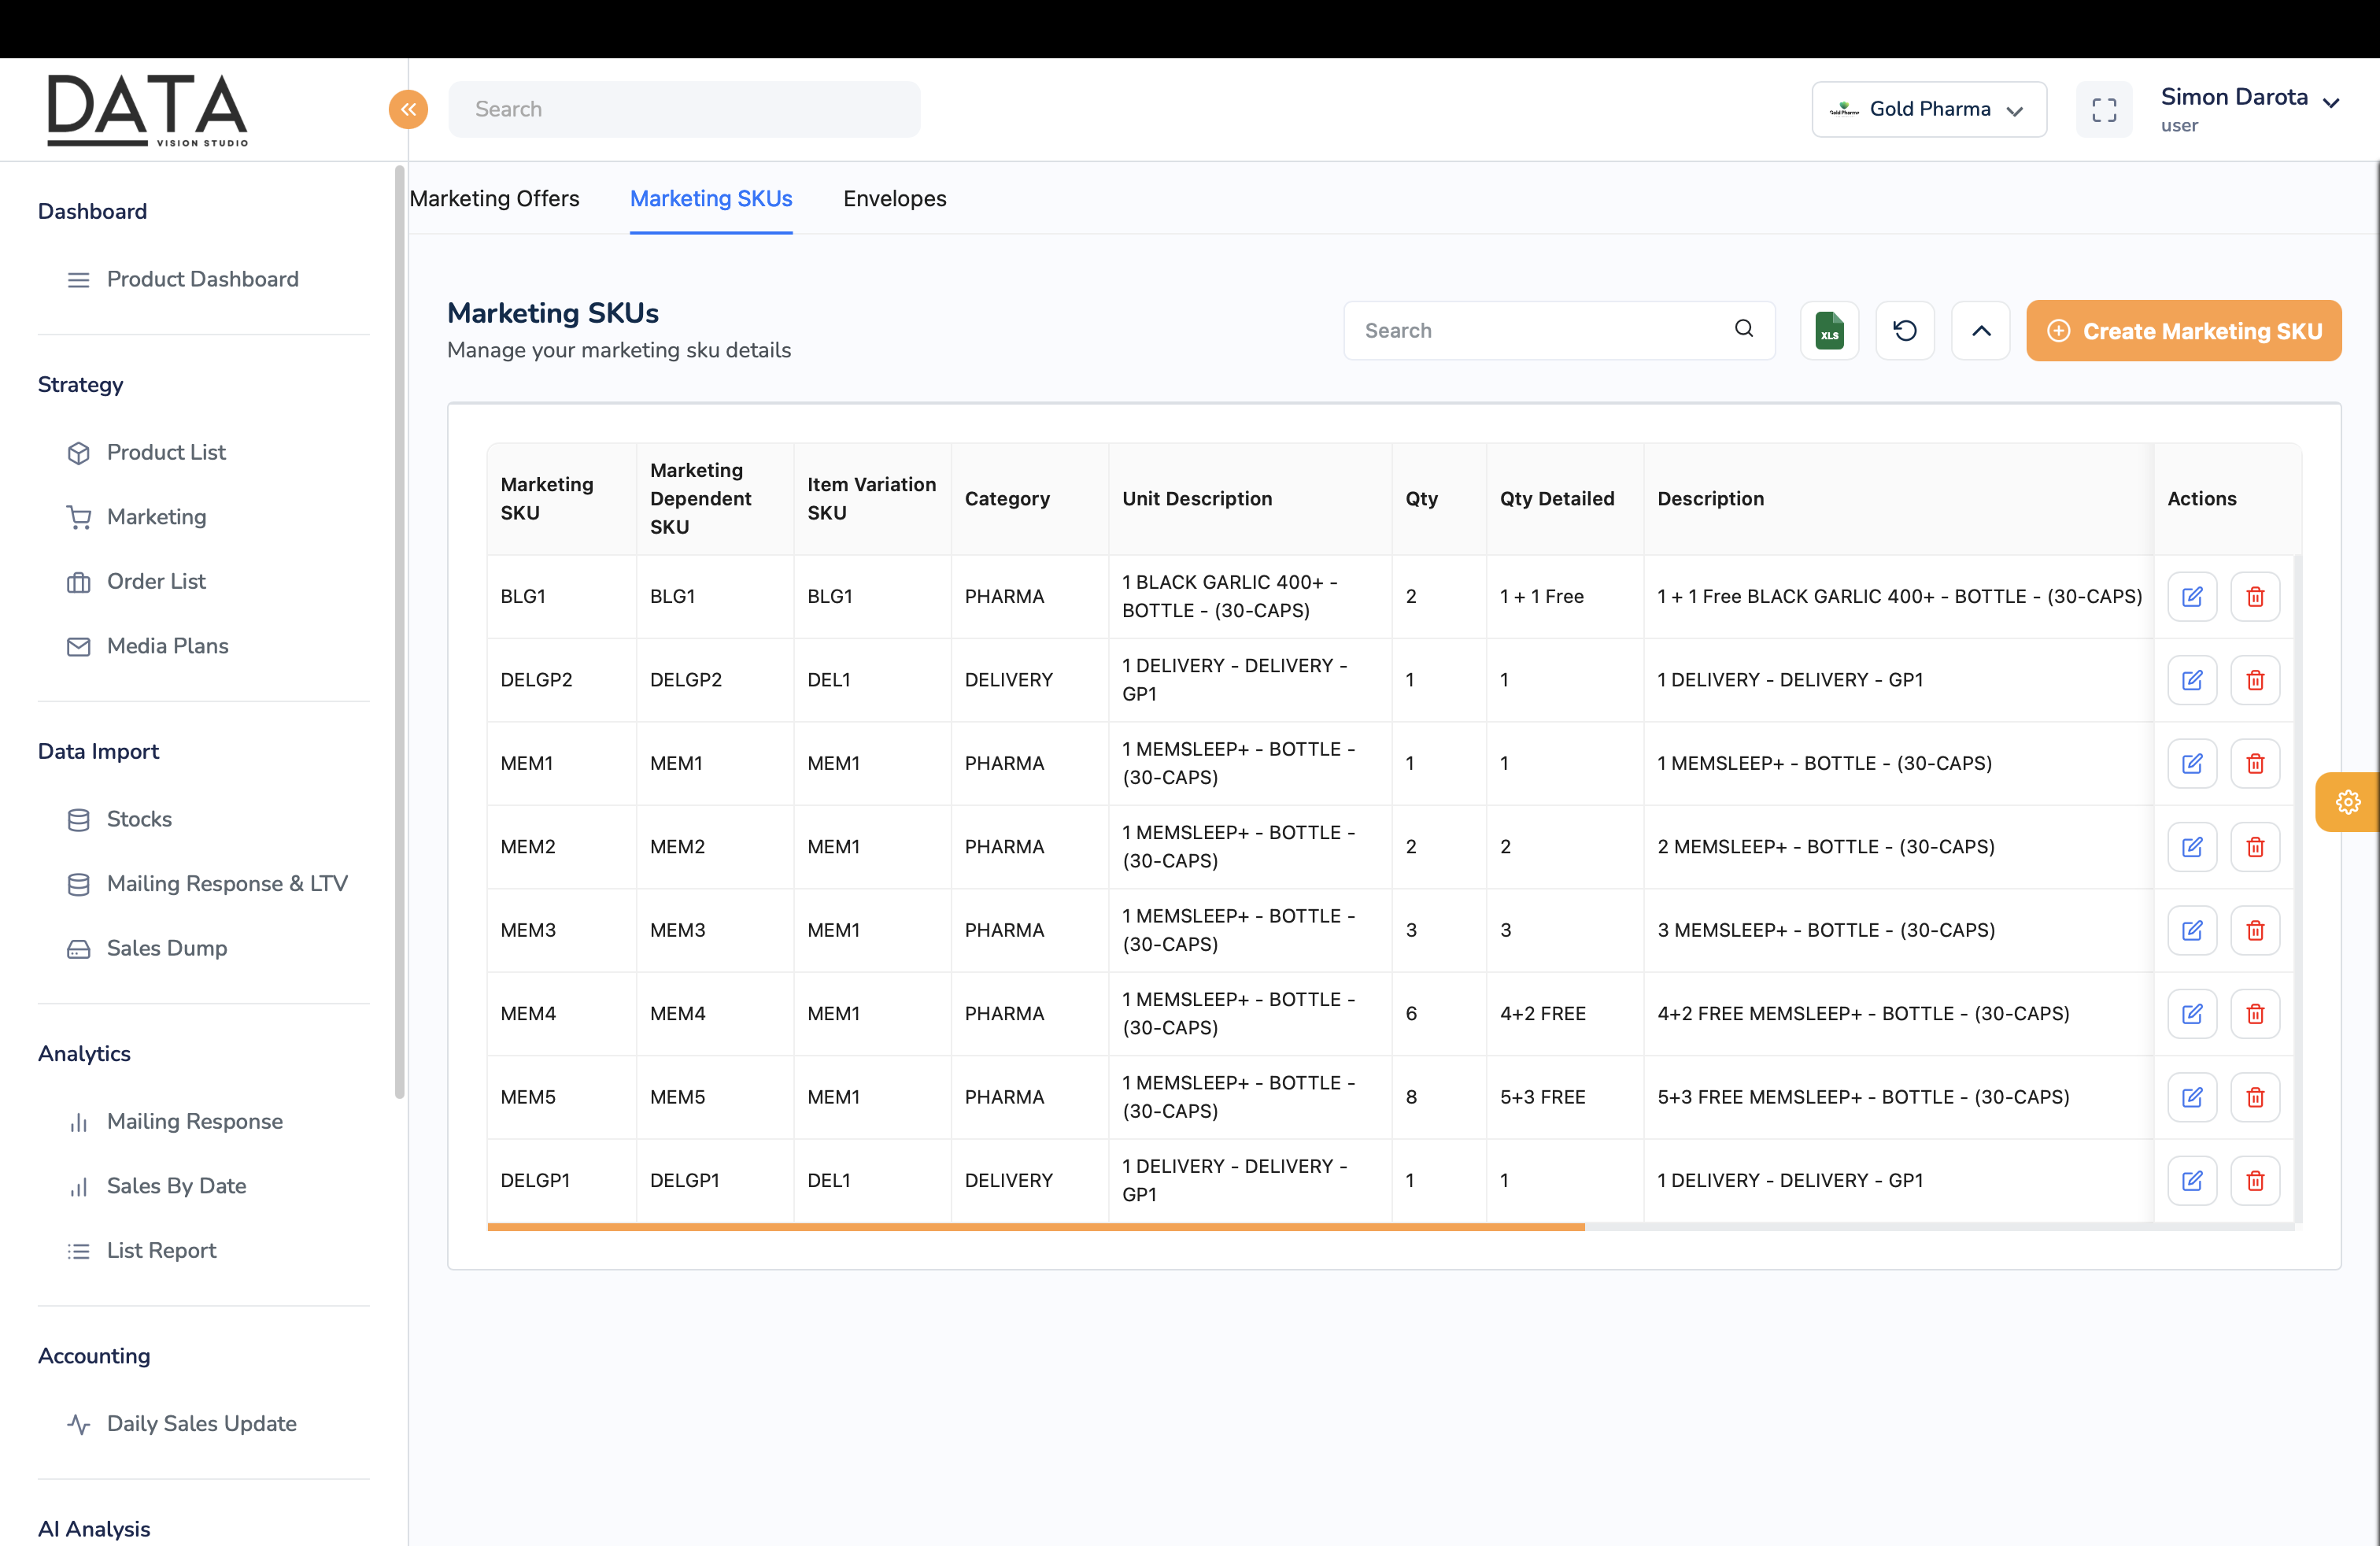 DATA
VISION STUDIO
Search
Gold Pharma
Simon Darota
user
Dashboard
Product Dashboard
Strategy
Product List
Marketing
Order List
Media Plans
Data Import
Stocks
Mailing Response & LTV
Sales Dump
Analytics
Mailing Response
Sales By Date
List Report
Accounting
Daily Sales Update
AI Analysis
Marketing Offers
Marketing SKUs
Envelopes
Marketing SKUs
Manage your marketing sku details
Search
XLS
Create Marketing SKU
Marketing SKU
Marketing Dependent SKU
Item Variation SKU
Category
Unit Description
Qty
Qty Detailed
Description
Actions
BLG1 BLG1 BLG1 PHARMA 1 BLACK GARLIC 400+ - BOTTLE - (30-CAPS) 2 1 + 1 Free 1 + 1 Free BLACK GARLIC 400+ - BOTTLE - (30-CAPS)
DELGP2 DELGP2 DEL1 DELIVERY 1 DELIVERY - DELIVERY - GP1 1 1 1 DELIVERY - DELIVERY - GP1
MEM1 MEM1 MEM1 PHARMA 1 MEMSLEEP+ - BOTTLE - (30-CAPS) 1 1 1 MEMSLEEP+ - BOTTLE - (30-CAPS)
MEM2 MEM2 MEM1 PHARMA 1 MEMSLEEP+ - BOTTLE - (30-CAPS) 2 2 2 MEMSLEEP+ - BOTTLE - (30-CAPS)
MEM3 MEM3 MEM1 PHARMA 1 MEMSLEEP+ - BOTTLE - (30-CAPS) 3 3 3 MEMSLEEP+ - BOTTLE - (30-CAPS)
MEM4 MEM4 MEM1 PHARMA 1 MEMSLEEP+ - BOTTLE - (30-CAPS) 6 4+2 FREE 4+2 FREE MEMSLEEP+ - BOTTLE - (30-CAPS)
MEM5 MEM5 MEM1 PHARMA 1 MEMSLEEP+ - BOTTLE - (30-CAPS) 8 5+3 FREE 5+3 FREE MEMSLEEP+ - BOTTLE - (30-CAPS)
DELGP1 DELGP1 DEL1 DELIVERY 1 DELIVERY - DELIVERY - GP1 1 1 1 DELIVERY - DELIVERY - GP1